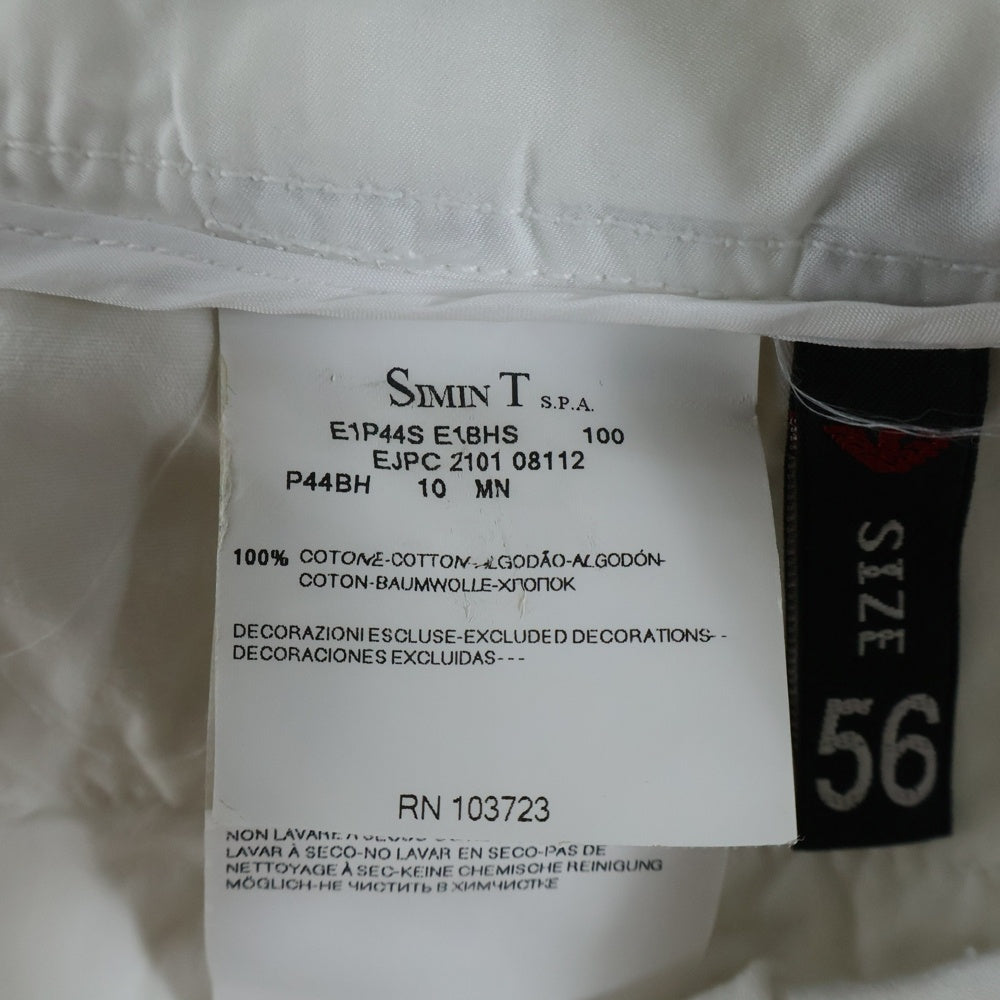 SIMIN T S.P.A.
E1P44S E1BHS 100
EJPC 2101 08112
P44BH 10 MN
100% COTONE-COTTON-ALGODÃO-ALGODÓN-
COTON-BAUMWOLLE-ХЛОПОК
DECORAZIONI ESCLUSE-EXCLUDED DECORATIONS- -
DECORACIONES EXCLUIDAS- - -
RN 103723
NON LAVARE A
LAVAR À SECO-NO LAVAR EN SECO-PAS DE
NETTOYAGE À SEC-KEINE CHEMISCHE REINIGUNG
MÖGLICH-НЕ ЧИСТИТЬ В ХИМЧИСТКЕ
SIZE
56